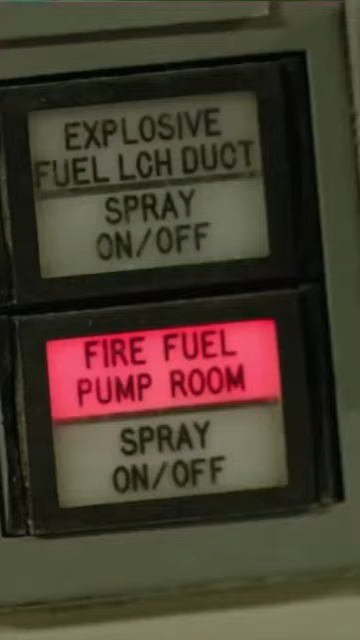 EXPLOSIVE
FUEL LCH DUCT
SPRAY
ON/OFF
FIRE FUEL
PUMP ROOM
SPRAY
ON/OFF